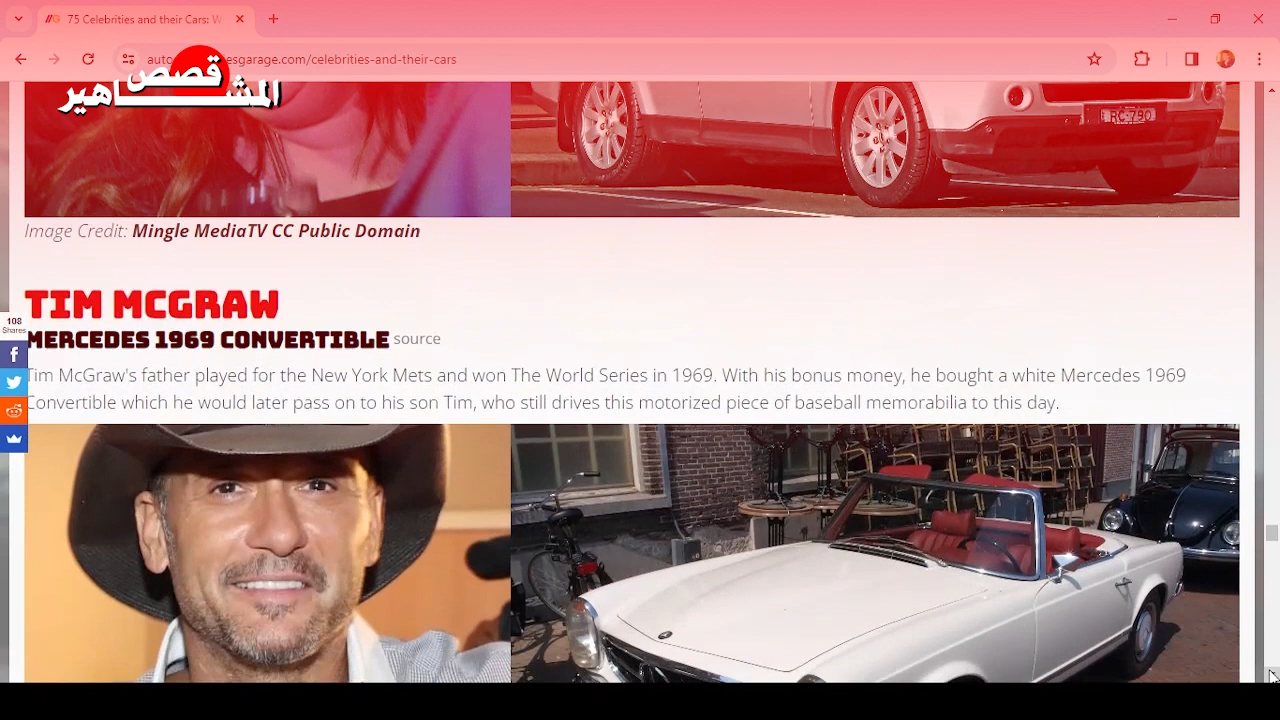 75 Celebrities and their Cars: W
قصص
المشاهير
esgarage.com/celebrities-and-their-cars
RC-790
Image Credit: Mingle MediaTV CC Public Domain
TIM MCGRAW
108
Shares
MERCEDES 1969 CONVERTIBLE source
Tim McGraw's father played for the New York Mets and won The World Series in 1969. With his bonus money, he bought a white Mercedes 1969
Convertible which he would later pass on to his son Tim, who still drives this motorized piece of baseball memorabilia to this day.